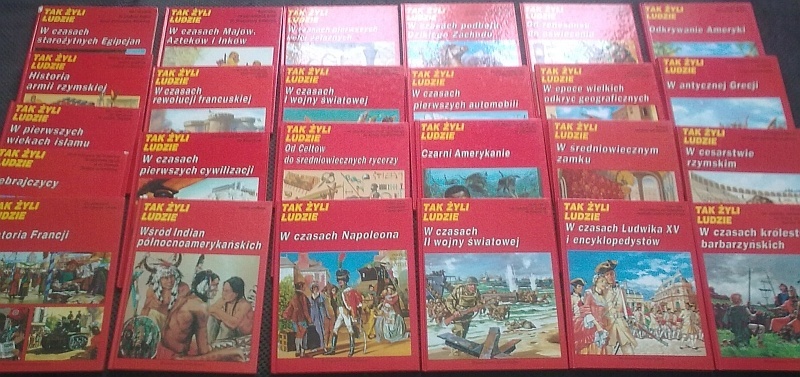 TAK ŻYLI
LUDZIE
W czasach
starożytnych Egipcjan
TAK ŻYLI
LUDZIE
W czasach Majów,
Azteków i Inków
TAK ŻYLI
LUDZIE
TAK ŻYLI
LUDZIE
W czasach podboju
Dzikiego Zachodu
TAK ŻYLI
LUDZIE
TAK ŻYLI
LUDZIE
Odkrywanie Ameryki
TAK ŻYLI
LUDZIE
Historia
armii rzymskiej
TAK ŻYLI
LUDZIE
W czasach
rewolucji francuskiej
TAK ŻYLI
LUDZIE
W czasach
I wojny światowej
TAK ŻYLI
LUDZIE
W czasach
pierwszych automobili
TAK ŻYLI
LUDZIE
W epoce wielkich
odkryć geograficznych
TAK ŻYLI
LUDZIE
W antycznej Grecji
TAK ŻYLI
LUDZIE
W pierwszych
wiekach islamu
TAK ŻYLI
LUDZIE
W czasach
pierwszych cywilizacji
TAK ŻYLI
LUDZIE
Od Celtów
do średniowiecznych rycerzy
TAK ŻYLI
LUDZIE
Czarni Amerykanie
TAK ŻYLI
LUDZIE
W średniowiecznym
zamku
TAK ŻYLI
LUDZIE
W cesarstwie
rzymskim
ŻYLI
ebrajczycy
TAK ŻYLI
LUDZIE
storia Francji
TAK ŻYLI
LUDZIE
Wśród Indian
północnoamerykańskich
TAK ŻYLI
LUDZIE
W czasach Napoleona
TAK ŻYLI
LUDZIE
W czasach
II wojny światowej
TAK ŻYLI
LUDZIE
W czasach Ludwika XV
i encyklopedystów
TAK ŻYLI
LUDZIE
W czasach królest
barbarzyńskich